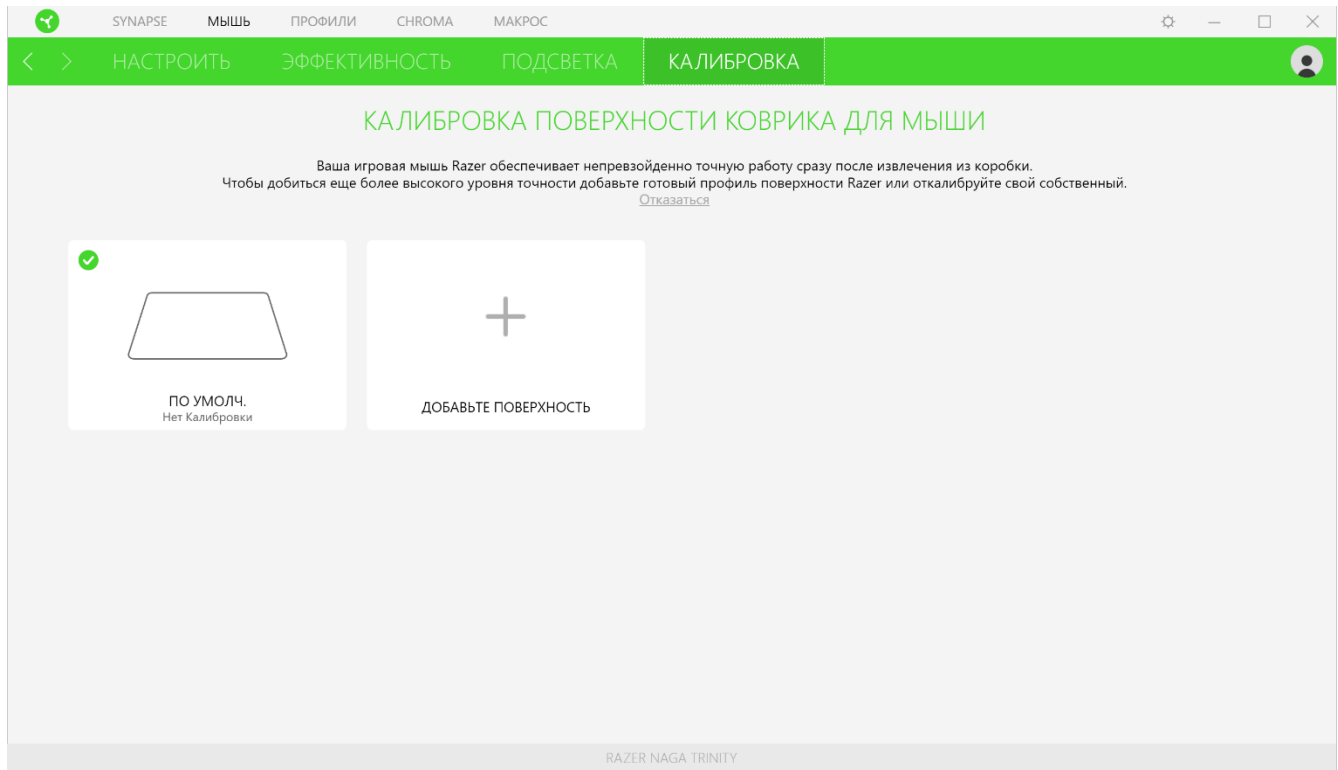 SYNAPSE МЫШЬ ПРОФИЛИ CHROMA МАКРОС
НАСТРОИТЬ ЭФФЕКТИВНОСТЬ ПОДСВЕТКА КАЛИБРОВКА
КАЛИБРОВКА ПОВЕРХНОСТИ КОВРИКА ДЛЯ МЫШИ
Ваша игровая мышь Razer обеспечивает непревзойденно точную работу сразу после извлечения из коробки.
Чтобы добиться еще более высокого уровня точности добавьте готовый профиль поверхности Razer или откалибруйте свой собственный.
Отказаться
ПО УМОЛЧ.
Нет Калибровки
ДОБАВЬТЕ ПОВЕРХНОСТЬ
RAZER NAGA TRINITY